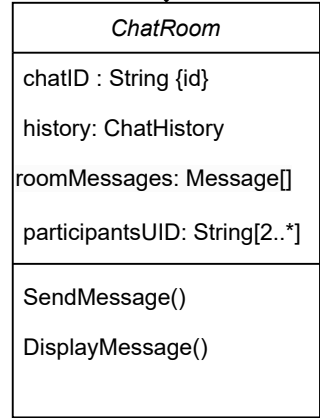 ChatRoom
chatID : String {id}
history: ChatHistory
roomMessages: Message[]
participantsUID: String[2..*]
SendMessage()
DisplayMessage()